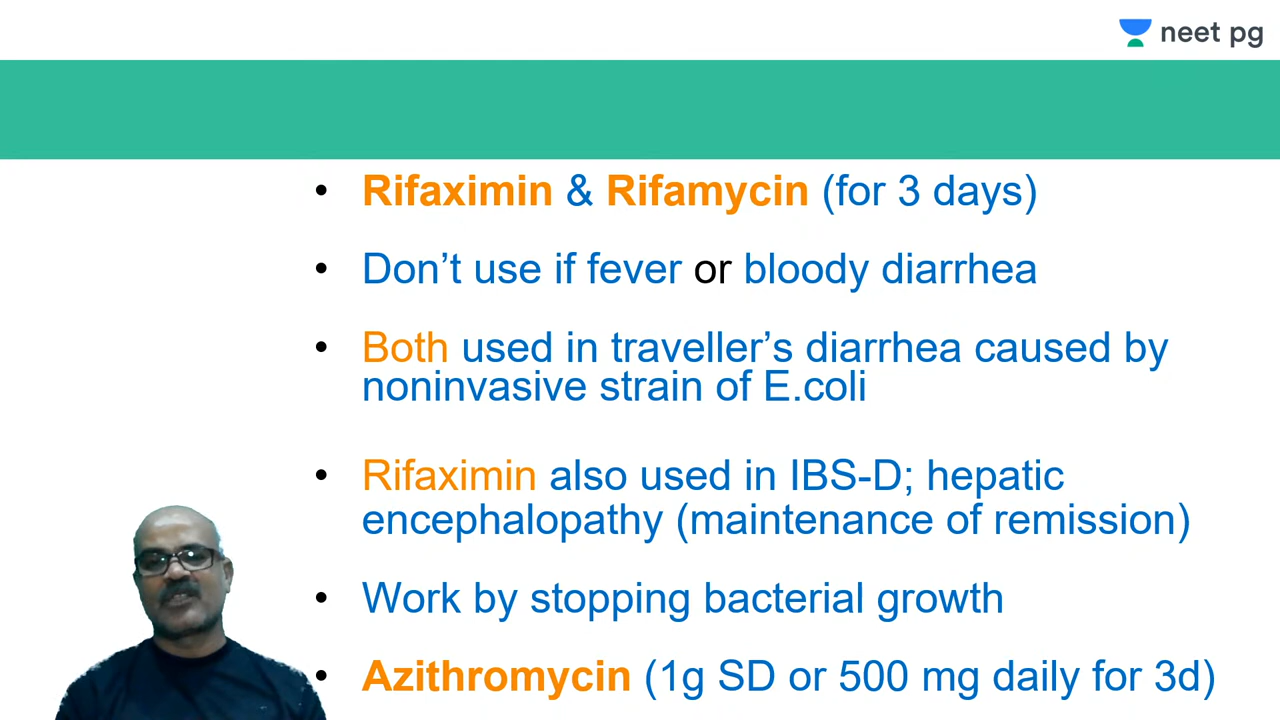 neet pg
• Rifaximin & Rifamycin (for 3 days)
• Don’t use if fever or bloody diarrhea
• Both used in traveller’s diarrhea caused by
noninvasive strain of E.coli
• Rifaximin also used in IBS-D; hepatic
encephalopathy (maintenance of remission)
• Work by stopping bacterial growth
• Azithromycin (1g SD or 500 mg daily for 3d)